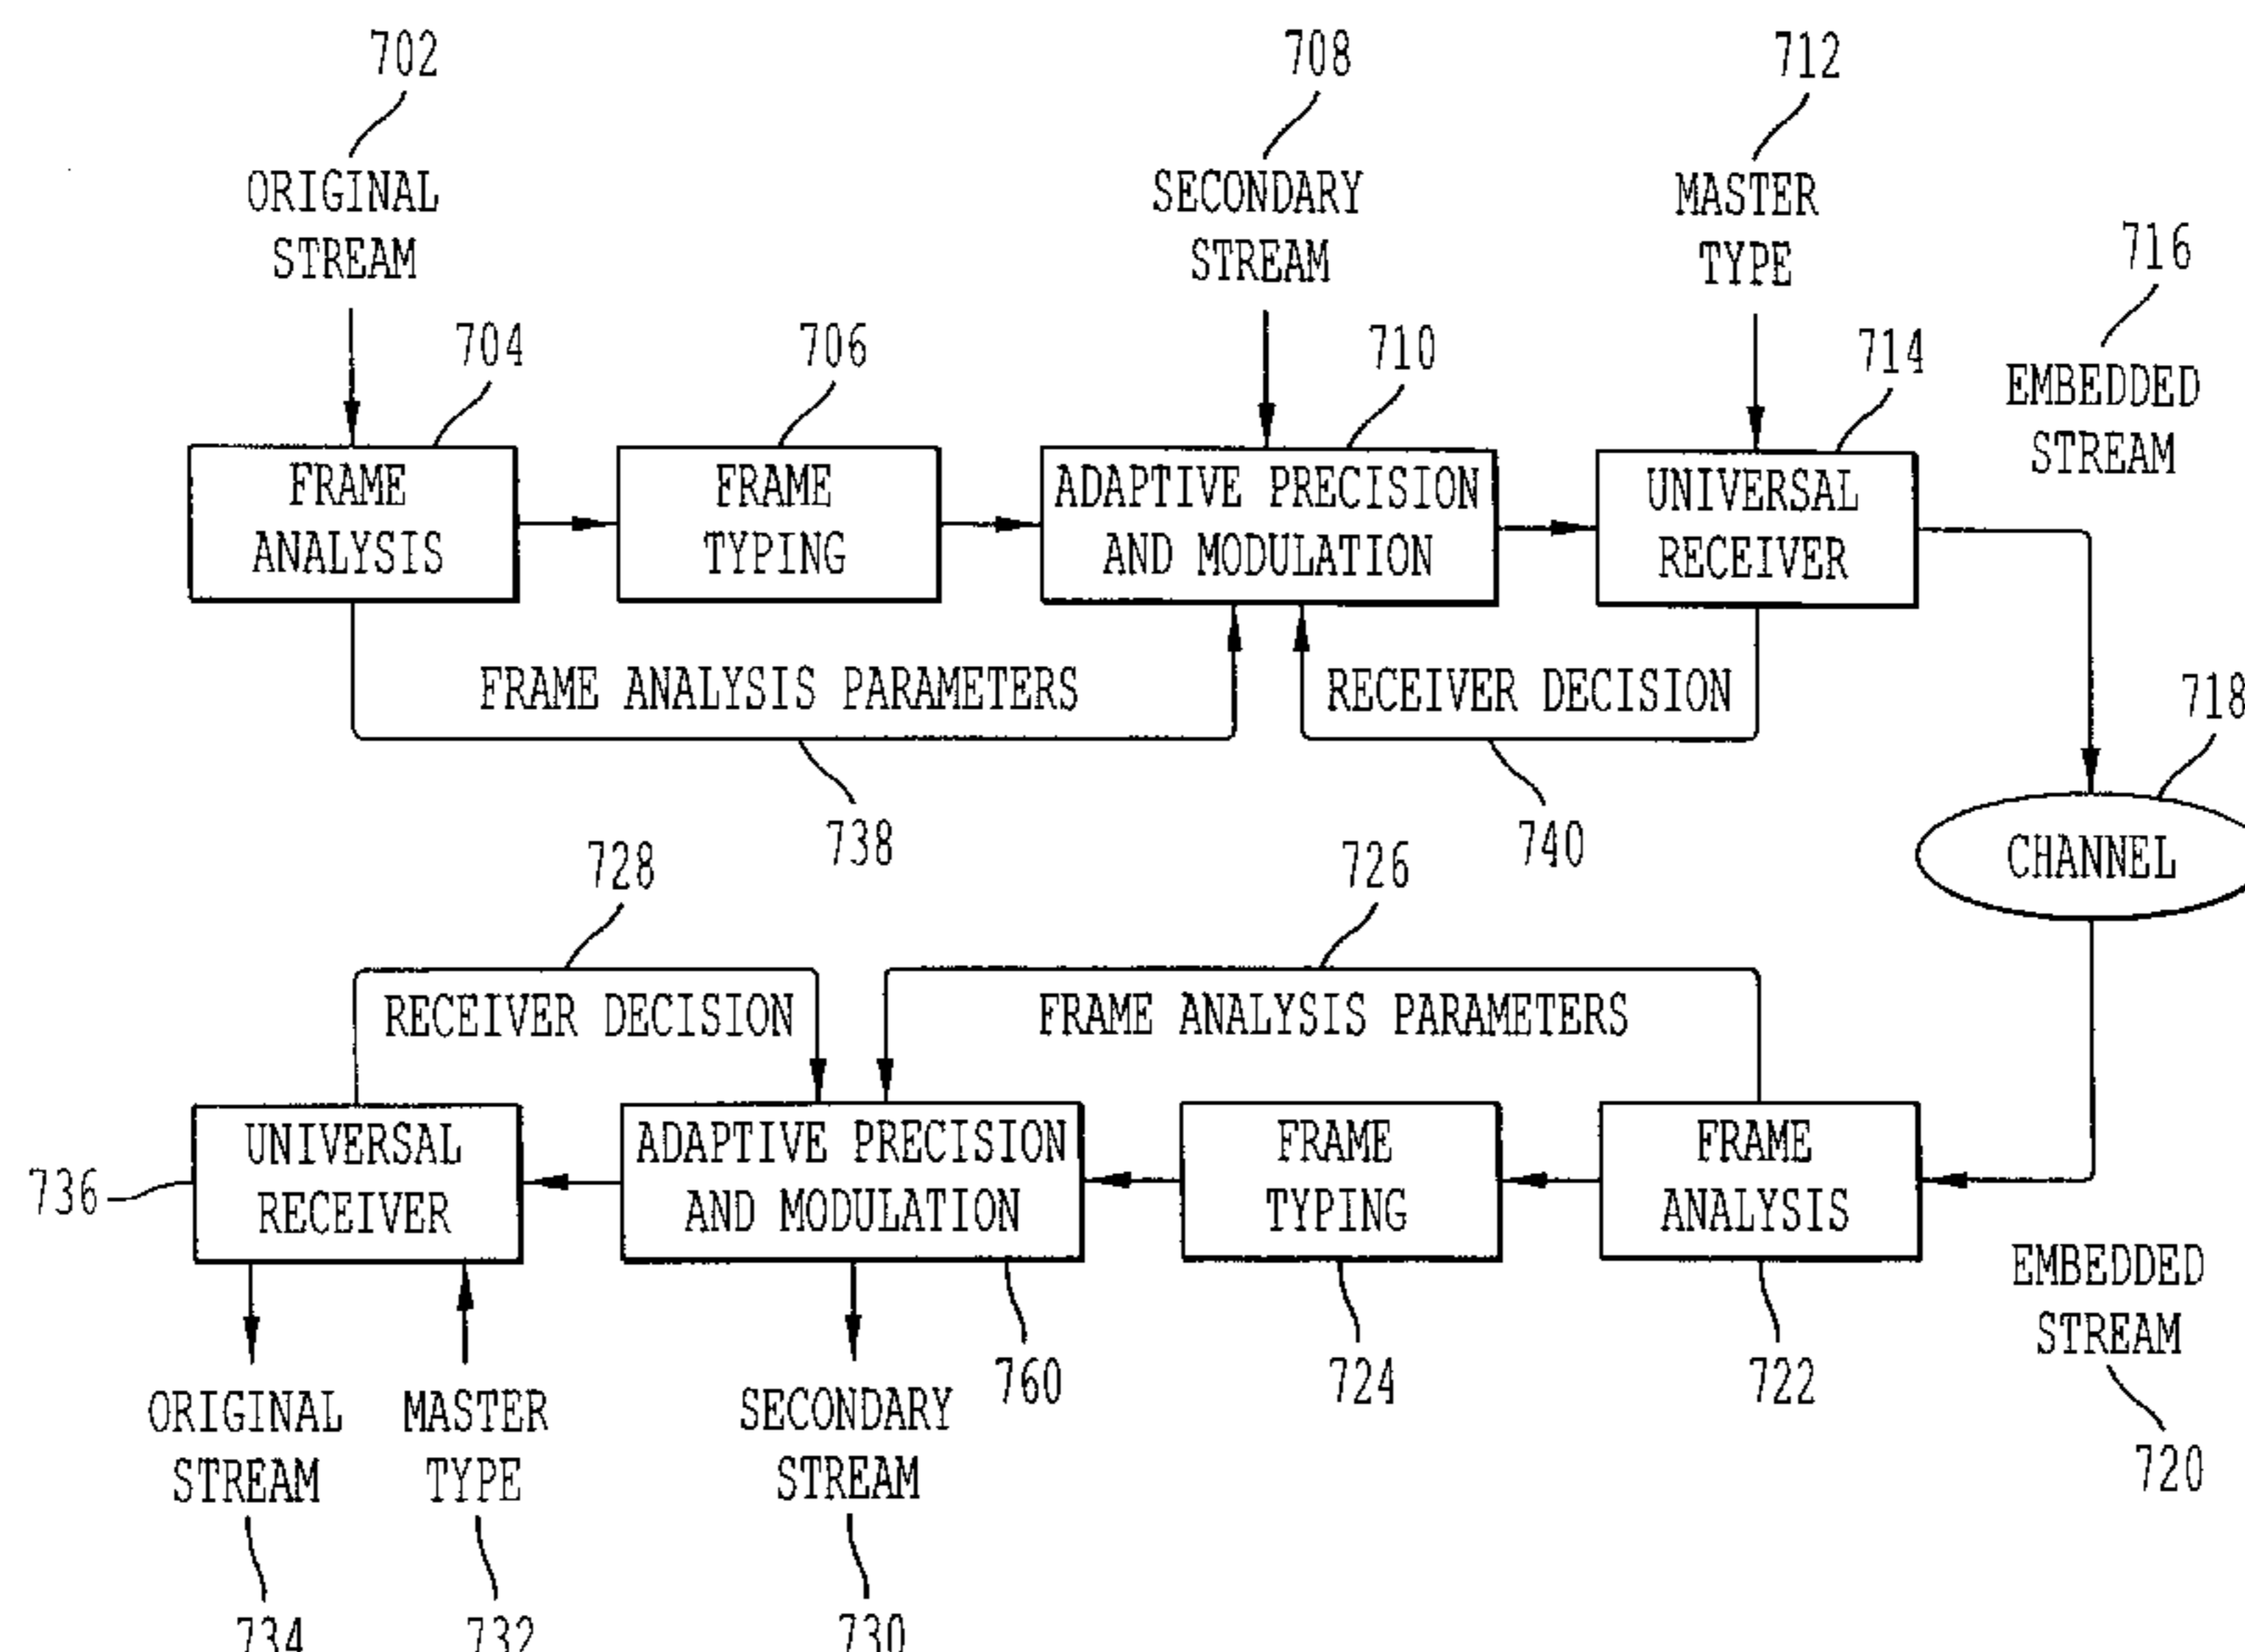 702
708
712
ORIGINAL
STREAM
SECONDARY
STREAM
MASTER
TYPE
716
EMBEDDED
STREAM
704
706
710
714
FRAME
ANALYSIS
FRAME
TYPING
ADAPTIVE PRECISION
AND MODULATION
UNIVERSAL
RECEIVER
FRAME ANALYSIS PARAMETERS
RECEIVER DECISION
738
740
718
CHANNEL
728
726
RECEIVER DECISION
FRAME ANALYSIS PARAMETERS
736
UNIVERSAL
RECEIVER
ADAPTIVE PRECISION
AND MODULATION
FRAME
TYPING
FRAME
ANALYSIS
760
724
722
EMBEDDED
STREAM
720
ORIGINAL
STREAM
MASTER
TYPE
SECONDARY
STREAM
734
732
730